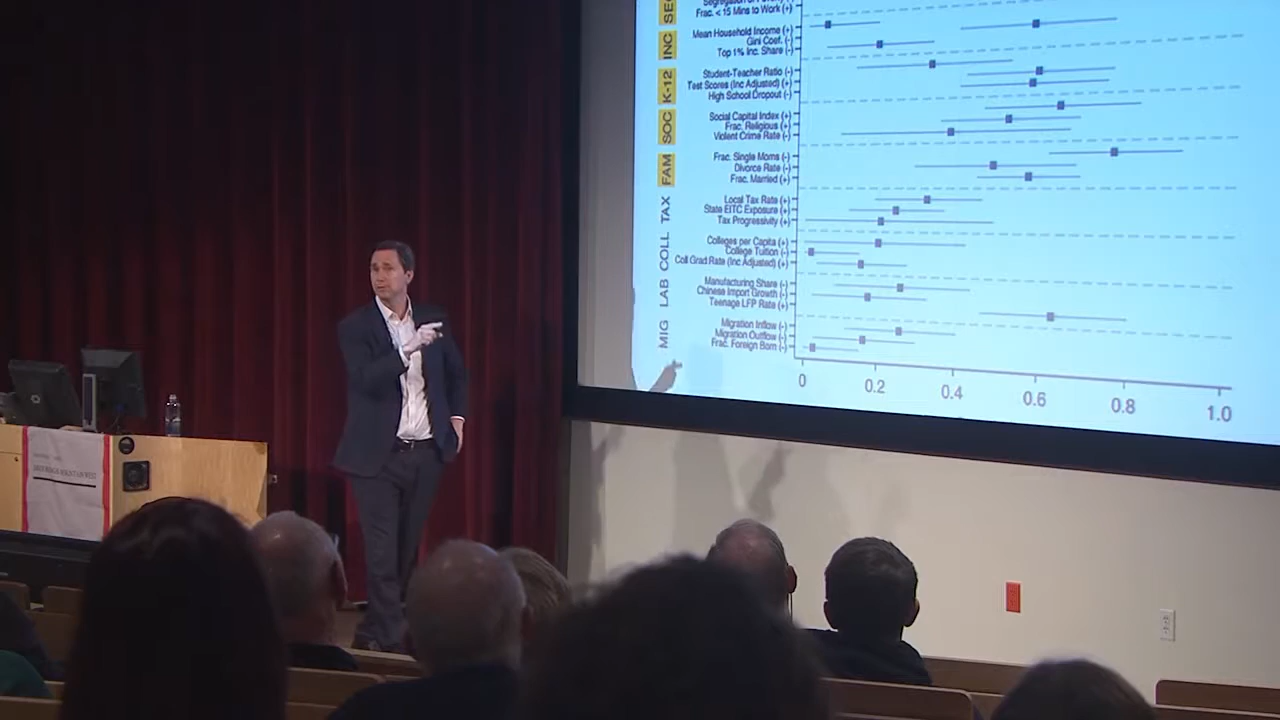 SEG
Frac. < 15 Mins to Work (+)
INC
Mean Household Income (+)
Gini Coef. (-)
Top 1% Inc. Share (-)
K-12
Student-Teacher Ratio (-)
Test Scores (Inc Adjusted) (+)
High School Dropout (-)
SOC
Social Capital Index (+)
Frac. Religious (+)
Violent Crime Rate (-)
FAM
Frac. Single Moms (-)
Divorce Rate (-)
Frac. Married (+)
TAX
Local Tax Rate (+)
State EITC Exposure (+)
Tax Progressivity (+)
COLL
Colleges per Capita (+)
College Tuition (-)
Coll Grad Rate (Inc Adjusted) (+)
LAB
Manufacturing Share (-)
Chinese Import Growth (-)
Teenage LFP Rate (+)
MIG
Migration Inflow (-)
Migration Outflow (-)
Frac. Foreign Born (-)
0 0.2 0.4 0.6 0.8 1.0